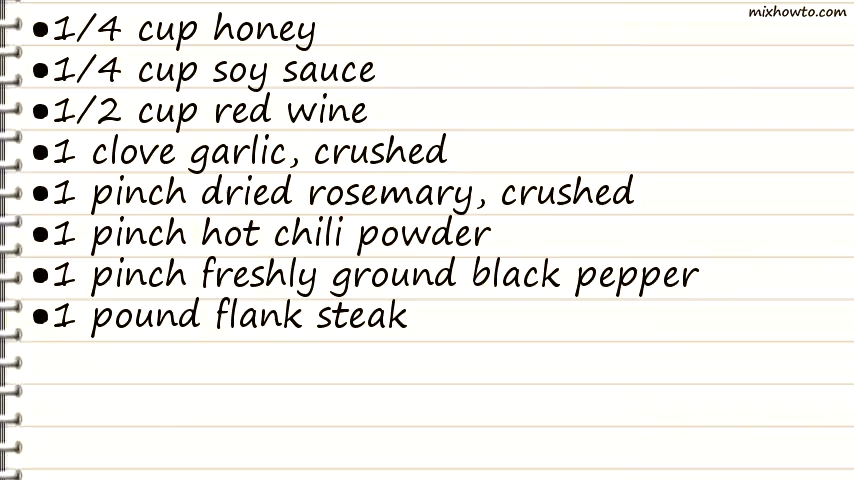 mixhowto.com
•1/4 cup honey
•1/4 cup soy sauce
•1/2 cup red wine
•1 clove garlic, crushed
•1 pinch dried rosemary, crushed
•1 pinch hot chili powder
•1 pinch freshly ground black pepper
•1 pound flank steak